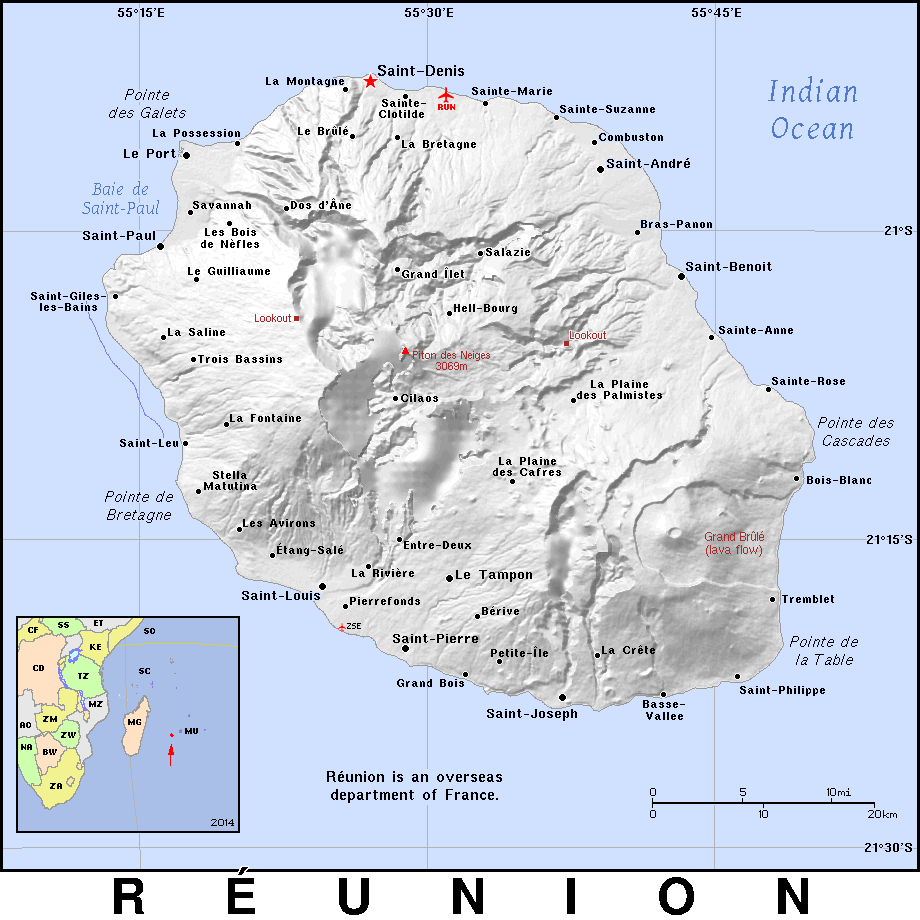 55°15'E
55°30'E
55°45'E
Saint-Denis
La Montagne
Indian
Ocean
Pointe
des Galets
Sainte-
Clotilde
RUN
Sainte-Marie
Sainte-Suzanne
La Possession
Le Brûlé
La Bretagne
Combuston
Le Port
Saint-André
Baie de
Saint-Paul
Savannah
Dos d'Âne
Les Bois
de Nèfles
Bras-Panon
21°S
Saint-Paul
Salazie
Le Guilliaume
Grand Îlet
Saint-Benoit
Saint-Giles-
les-Bains
Hell-Bourg
Lookout
La Saline
Lookout
Sainte-Anne
Trois Bassins
Piton des Neiges
3069m
La Plaine
des Palmistes
Sainte-Rose
Cilaos
La Fontaine
Pointe des
Cascades
Saint-Leu
La Plaine
des Cafres
Stella
Matulina
Bois-Blanc
Pointe de
Bretagne
Les Avirons
Grand Brûlé
(lava flow)
21°15'S
Étang-Salé
Entre-Deux
La Rivière
Le Tampon
Saint-Louis
Pierrefonds
Tremblet
Bérive
ZSE
Saint-Pierre
Pointe de
la Table
Petite-Île
La Crête
Grand Bois
Saint-Philippe
Saint-Joseph
Basse-
Vallee
CF
SS
ET
SO
KE
CD
TZ
SC
AO
ZM
MZ
MG
MU
NA
ZW
BW
ZA
2014
Réunion is an overseas
department of France.
0 5 10mi
0 10 20km
21°30'S
RÉUNION